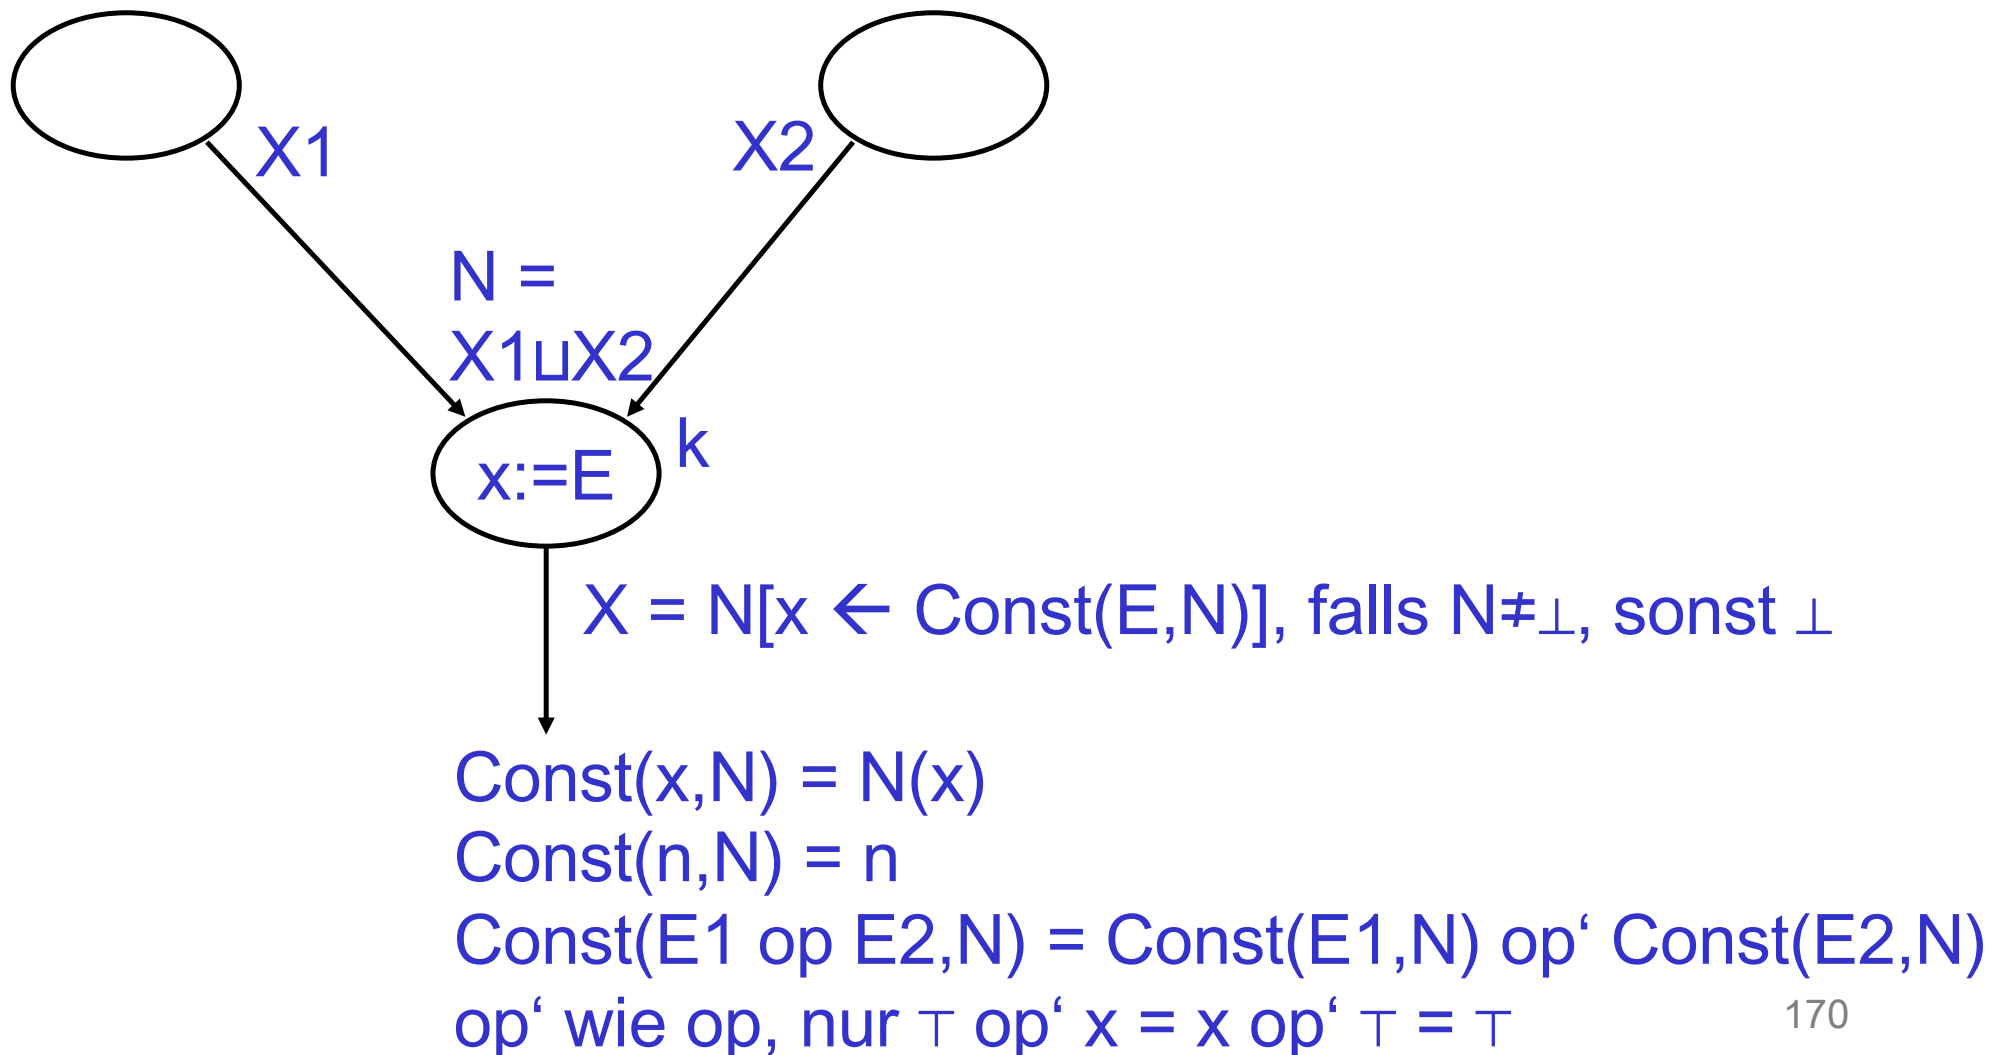 X1
X2
N =
X1⊔X2
k
x:=E
X = N[x ← Const(E,N)], falls N≠⊥, sonst ⊥
Const(x,N) = N(x)
Const(n,N) = n
Const(E1 op E2,N) = Const(E1,N) op‘ Const(E2,N)
op‘ wie op, nur ⊤ op‘ x = x op‘ ⊤ = ⊤
170